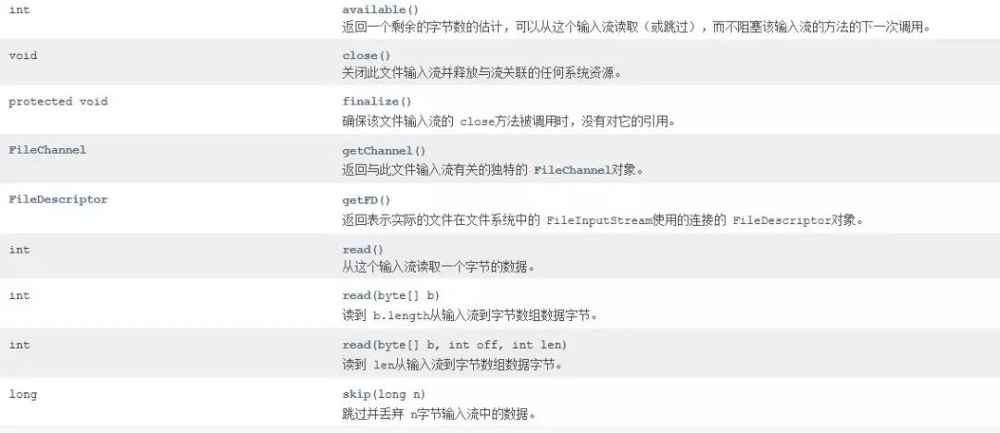 int available()
返回一个剩余的字节数的估计，可以从这个输入流读取（或跳过），而不阻塞该输入流的方法的下一次调用。
void close()
关闭此文件输入流并释放与流关联的任何系统资源。
protected void finalize()
确保该文件输入流的 close方法被调用时，没有对它的引用。
FileChannel getChannel()
返回与此文件输入流有关的独特的 FileChannel对象。
FileDescriptor getFD()
返回表示实际的文件在文件系统中的 FileInputStream使用的连接的 FileDescriptor对象。
int read()
从这个输入流读取一个字节的数据。
int read(byte[] b)
读到 b.length从输入流到字节数组数据字节。
int read(byte[] b, int off, int len)
读到 len从输入流到字节数组数据字节。
long skip(long n)
跳过并丢弃 n字节输入流中的数据。